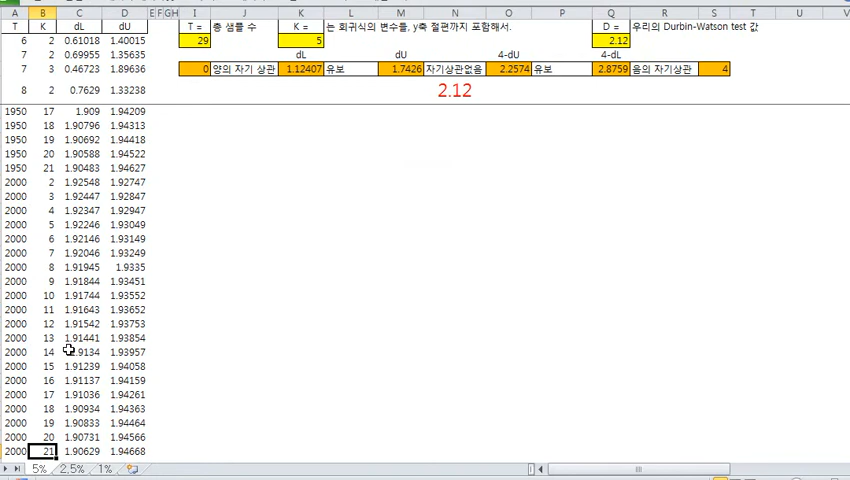 A B C D E F G H I J K L M N O P Q R S T U V
T K dL dU T = 총 샘플 수 K = 는 회귀식의 변수들, y축 절편까지 포함해서. D = 우리의 Durbin-Watson test 값
6 2 0.61018 1.40015 29 5 2.12
7 2 0.69955 1.35635 dL dU 4-dU 4-dL
7 3 0.46723 1.89636 0 양의 자기 상관 1.12407 유보 1.7426 자기상관없음 2.2574 유보 2.8759 음의 자기상관 4
8 2 0.7629 1.33238 2.12
1950 17 1.909 1.94209
1950 18 1.90796 1.94313
1950 19 1.90692 1.94418
1950 20 1.90588 1.94522
1950 21 1.90483 1.94627
2000 2 1.92548 1.92747
2000 3 1.92447 1.92847
2000 4 1.92347 1.92947
2000 5 1.92246 1.93049
2000 6 1.92146 1.93149
2000 7 1.92046 1.93249
2000 8 1.91945 1.9335
2000 9 1.91844 1.93451
2000 10 1.91744 1.93552
2000 11 1.91643 1.93652
2000 12 1.91542 1.93753
2000 13 1.91441 1.93854
2000 14 1.9134 1.93957
2000 15 1.91239 1.94058
2000 16 1.91137 1.94159
2000 17 1.91036 1.94261
2000 18 1.90934 1.94363
2000 19 1.90833 1.94464
2000 20 1.90731 1.94566
2000 21 1.90629 1.94668
5% 2.5% 1%